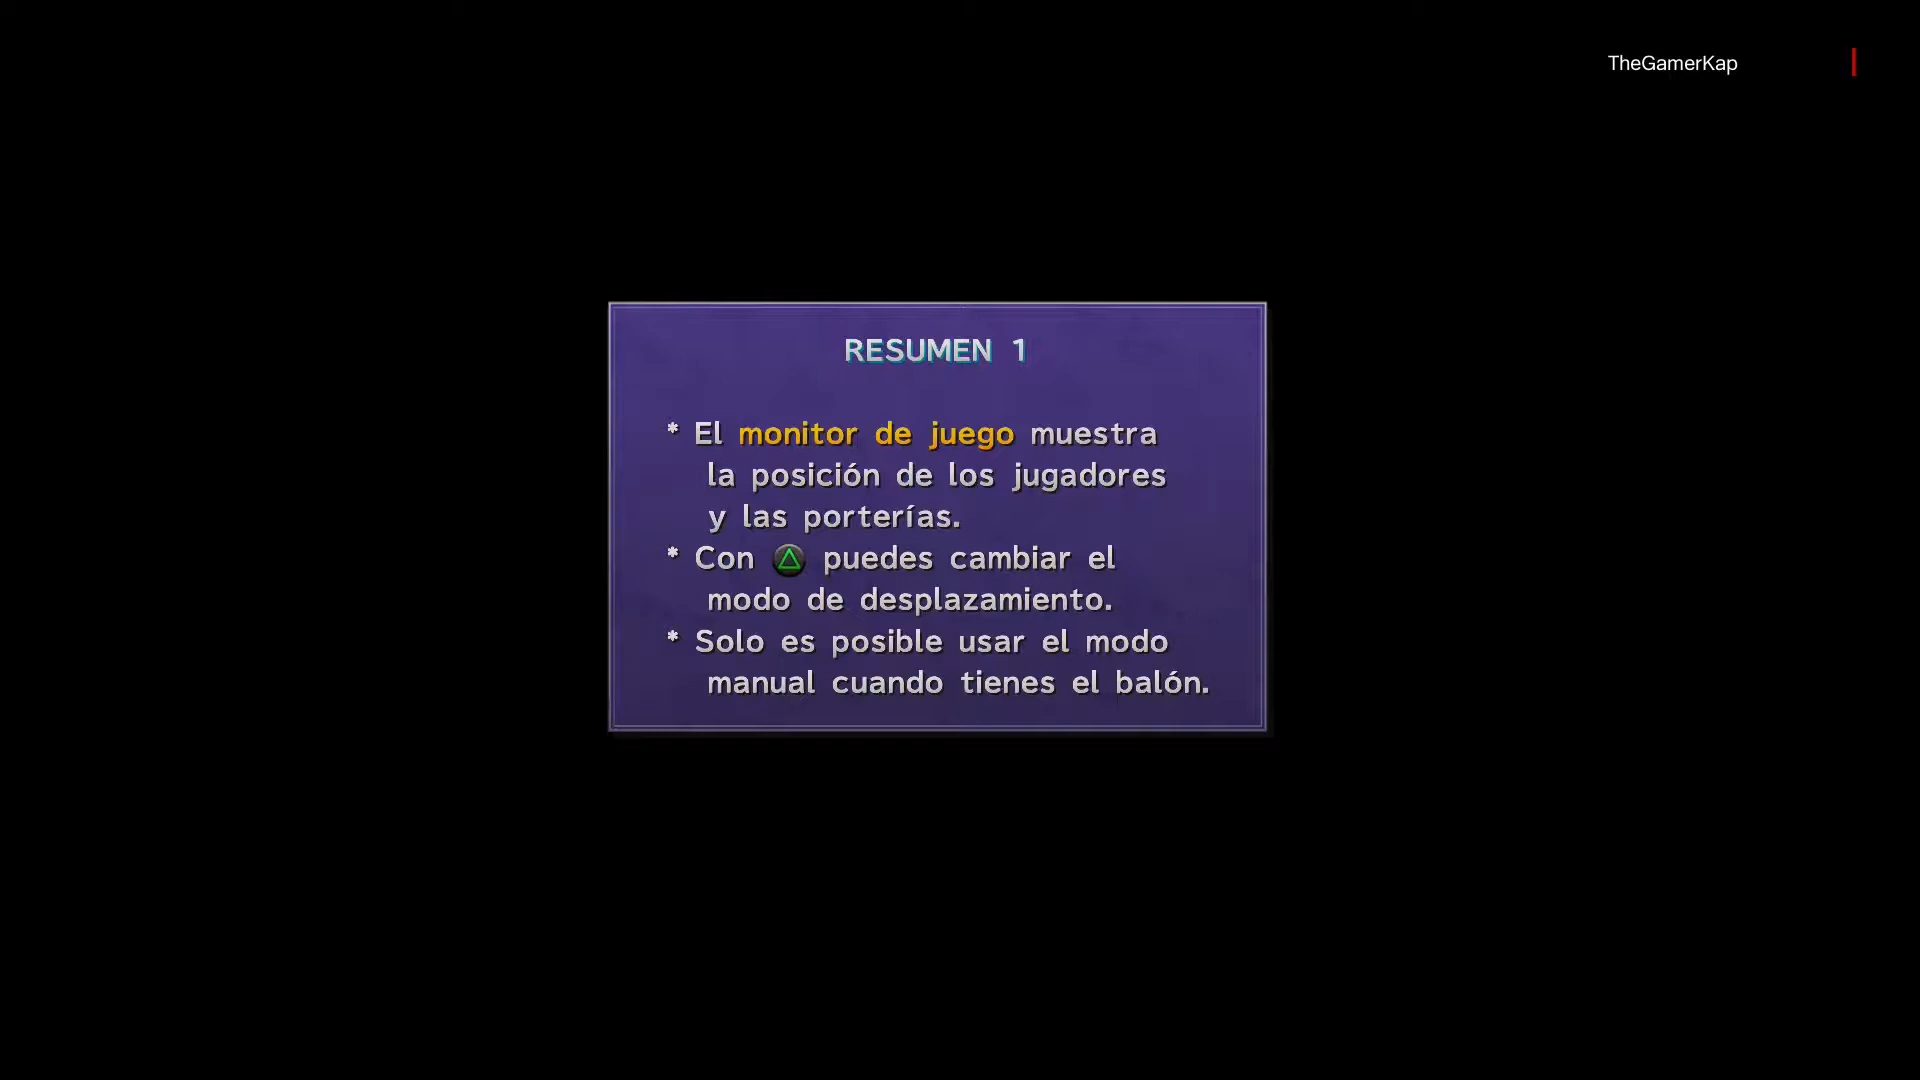 TheGamerKap
RESUMEN 1
* El monitor de juego muestra
la posición de los jugadores
y las porterías.
* Con △ puedes cambiar el
modo de desplazamiento.
* Solo es posible usar el modo
manual cuando tienes el balón.